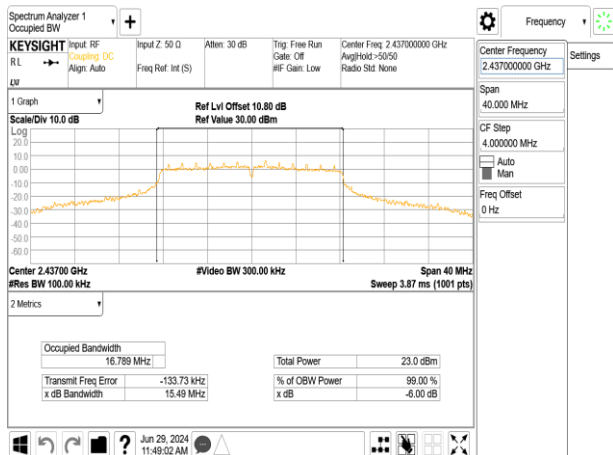 Spectrum Analyzer 1
Occupied BW
Frequency
KEYSIGHT
Input: RF
Input Z: 50 Ω
Atten: 30 dB
Trig: Free Run
Center Freq: 2.437000000 GHz
RL
Coupling: DC
Gate: Off
Avg|Hold:>50/50
Align: Auto
Freq Ref: Int (S)
#IF Gain: Low
Radio Std: None
Center Frequency
2.437000000 GHz
Settings
Span
40.000 MHz
CF Step
4.000000 MHz
Auto
Man
Freq Offset
0 Hz
1 Graph
Ref Lvl Offset 10.80 dB
Scale/Div 10.0 dB
Ref Value 30.00 dBm
Log
20.0
10.0
0.00
-10.0
-20.0
-30.0
-40.0
-50.0
-60.0
Center 2.43700 GHz
#Video BW 300.00 kHz
Span 40 MHz
#Res BW 100.00 kHz
Sweep 3.87 ms (1001 pts)
2 Metrics
Occupied Bandwidth
16.789 MHz
Total Power
23.0 dBm
Transmit Freq Error
-133.73 kHz
% of OBW Power
99.00 %
x dB Bandwidth
15.49 MHz
x dB
-6.00 dB
?
Jun 29, 2024
11:49:02 AM